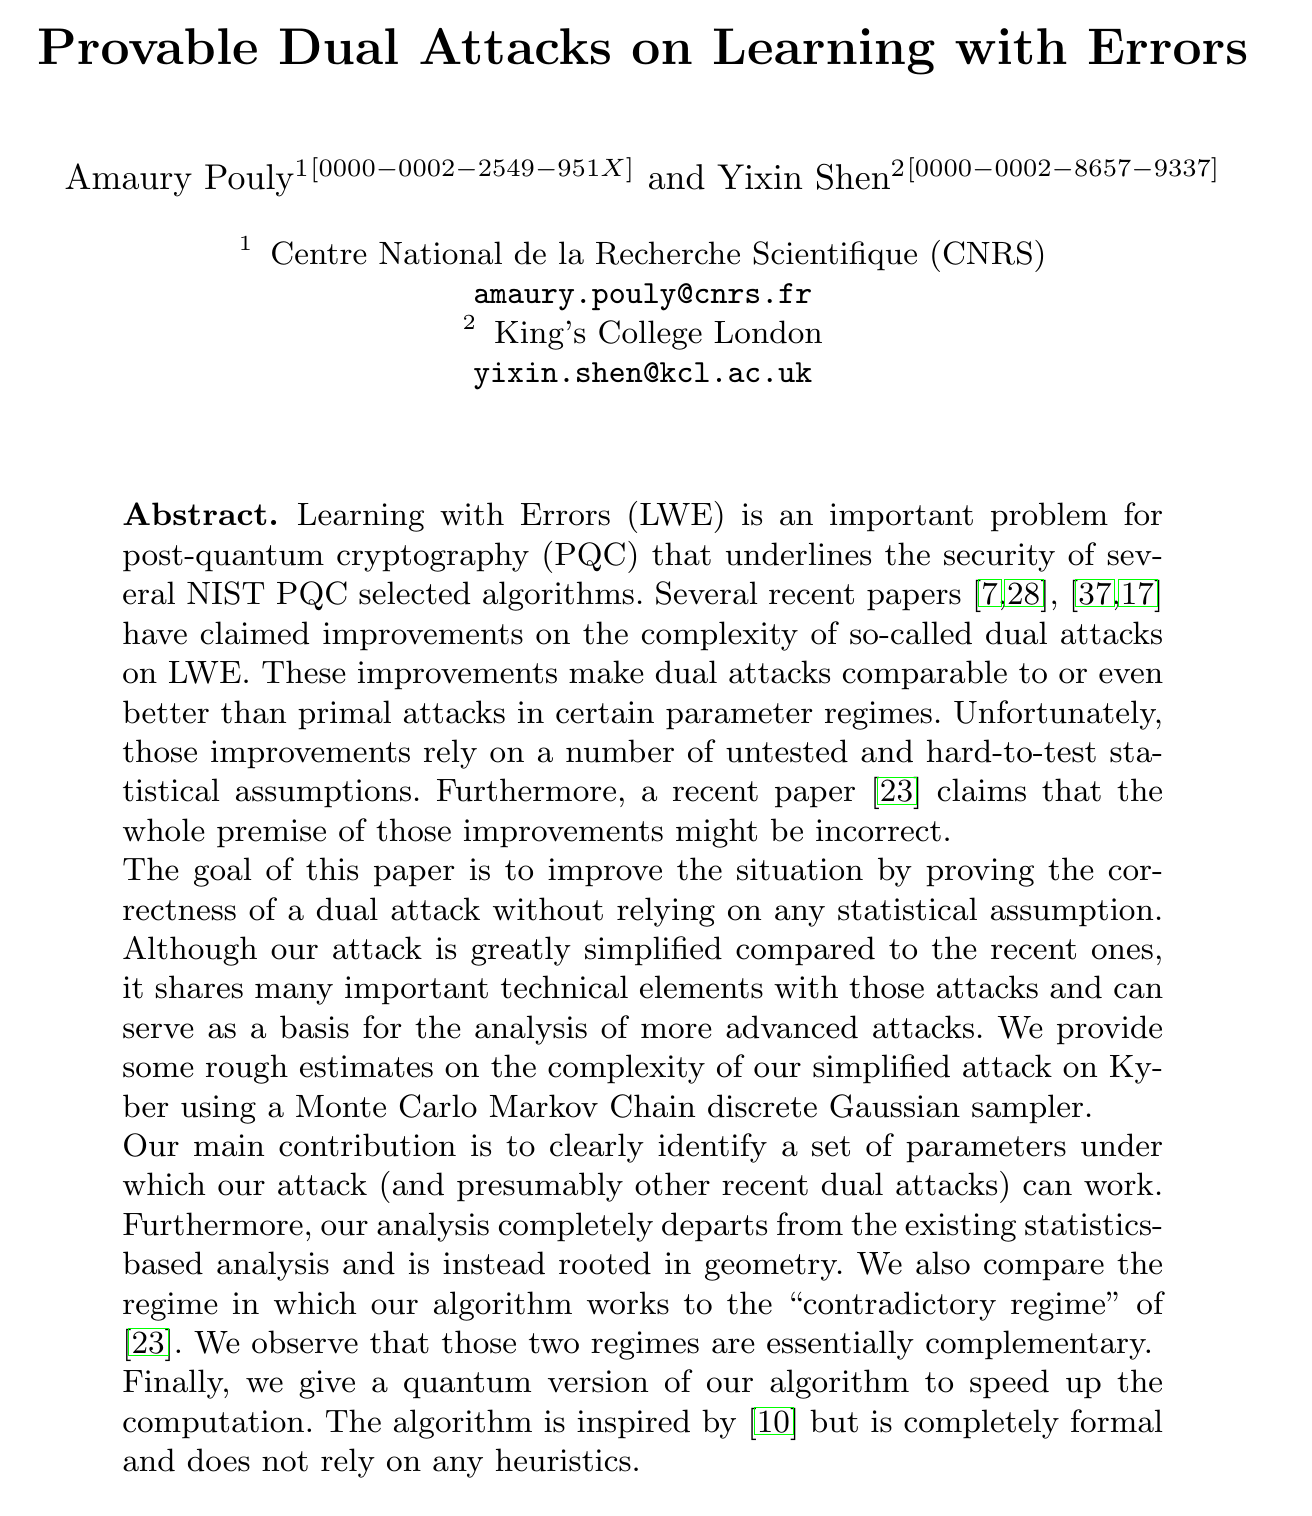 Provable Dual Attacks on Learning with Errors
Amaury Pouly1[0000−0002−2549−951X] and Yixin Shen2[0000−0002−8657−9337]
1 Centre National de la Recherche Scientifique (CNRS)
amaury.pouly@cnrs.fr
2 King's College London
yixin.shen@kcl.ac.uk
Abstract. Learning with Errors (LWE) is an important problem for
post-quantum cryptography (PQC) that underlines the security of sev-
eral NIST PQC selected algorithms. Several recent papers [7,28], [37,17]
have claimed improvements on the complexity of so-called dual attacks
on LWE. These improvements make dual attacks comparable to or even
better than primal attacks in certain parameter regimes. Unfortunately,
those improvements rely on a number of untested and hard-to-test sta-
tistical assumptions. Furthermore, a recent paper [23] claims that the
whole premise of those improvements might be incorrect.
The goal of this paper is to improve the situation by proving the cor-
rectness of a dual attack without relying on any statistical assumption.
Although our attack is greatly simplified compared to the recent ones,
it shares many important technical elements with those attacks and can
serve as a basis for the analysis of more advanced attacks. We provide
some rough estimates on the complexity of our simplified attack on Ky-
ber using a Monte Carlo Markov Chain discrete Gaussian sampler.
Our main contribution is to clearly identify a set of parameters under
which our attack (and presumably other recent dual attacks) can work.
Furthermore, our analysis completely departs from the existing statistics-
based analysis and is instead rooted in geometry. We also compare the
regime in which our algorithm works to the “contradictory regime” of
[23]. We observe that those two regimes are essentially complementary.
Finally, we give a quantum version of our algorithm to speed up the
computation. The algorithm is inspired by [10] but is completely formal
and does not rely on any heuristics.